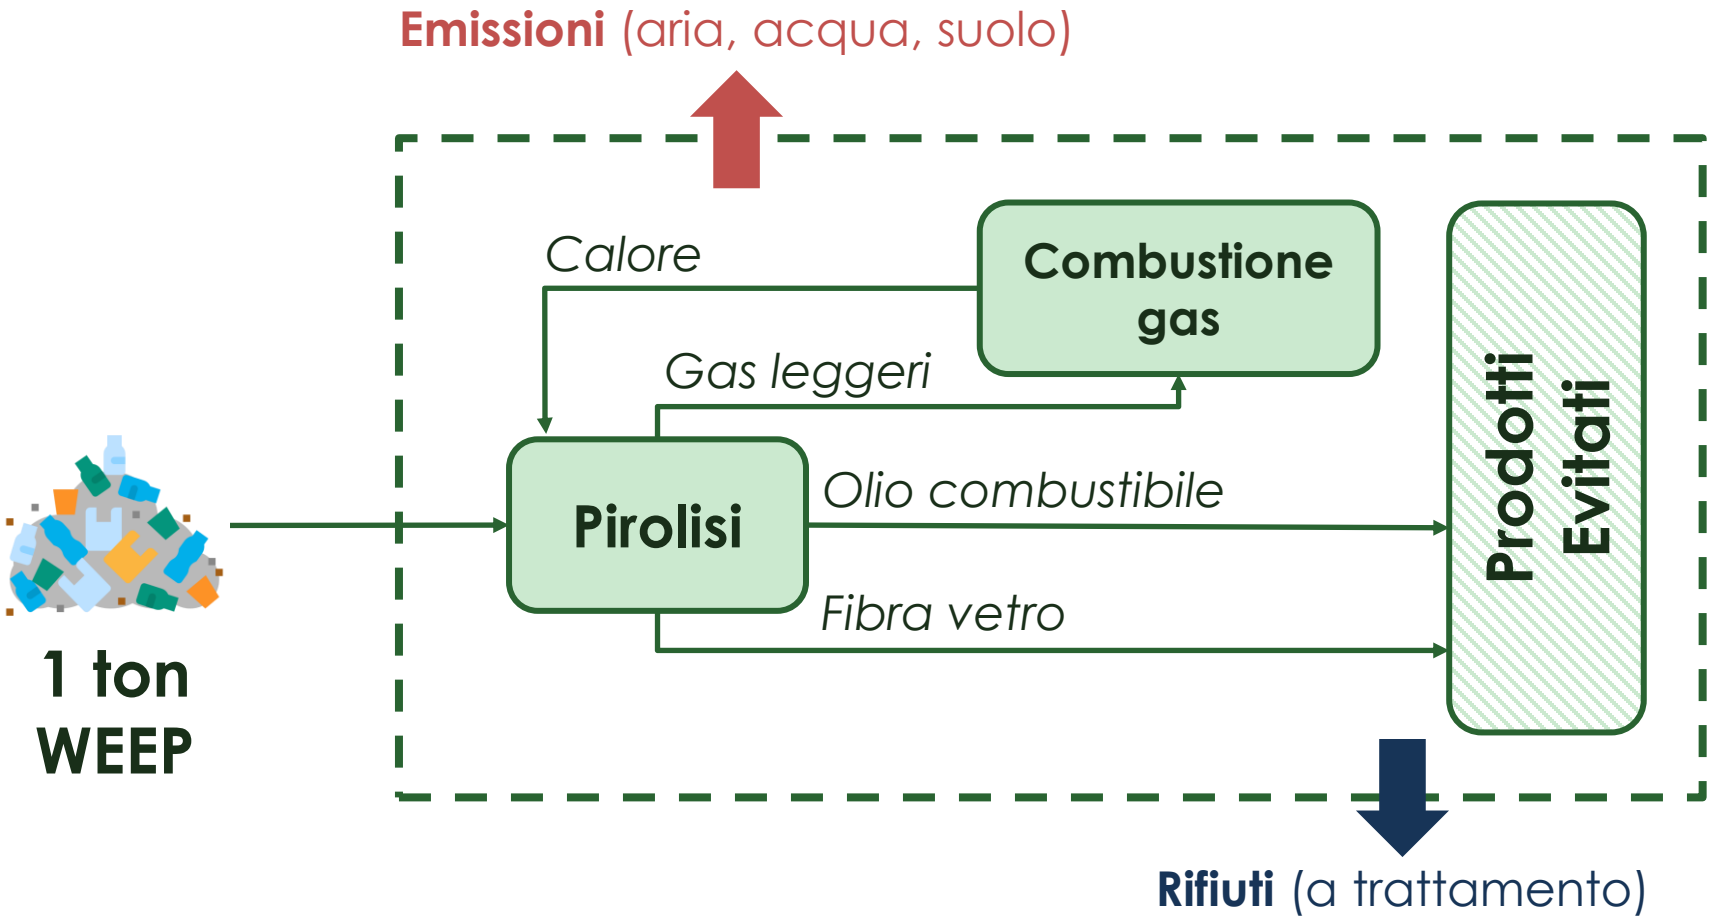 Emissioni (aria, acqua, suolo)
Calore
Combustione
gas
Gas leggeri
Prodotti
Evitati
Pirolisi
Olio combustibile
Fibra vetro
1 ton
WEEP
Rifiuti (a trattamento)